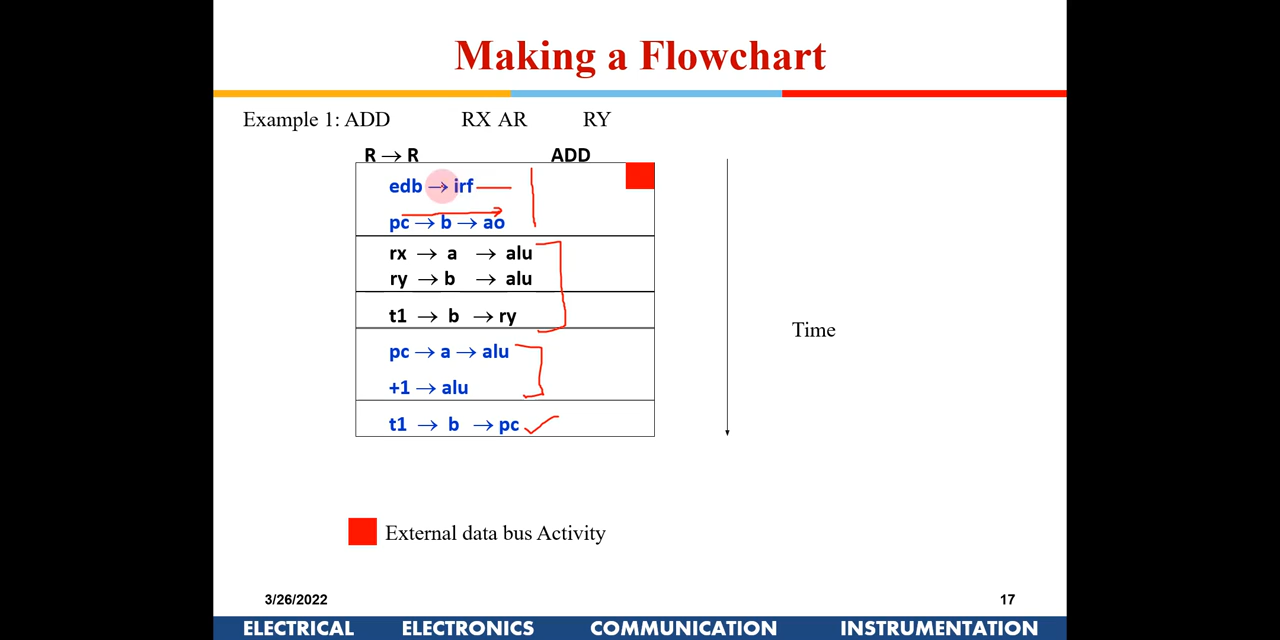 Making a Flowchart
Example 1: ADD RX AR RY
R → R ADD
edb → irf
pc → b → ao
rx → a → alu
ry → b → alu
t1 → b → ry
pc → a → alu
+1 → alu
t1 → b → pc
Time
External data bus Activity
3/26/2022 17
ELECTRICAL ELECTRONICS COMMUNICATION INSTRUMENTATION